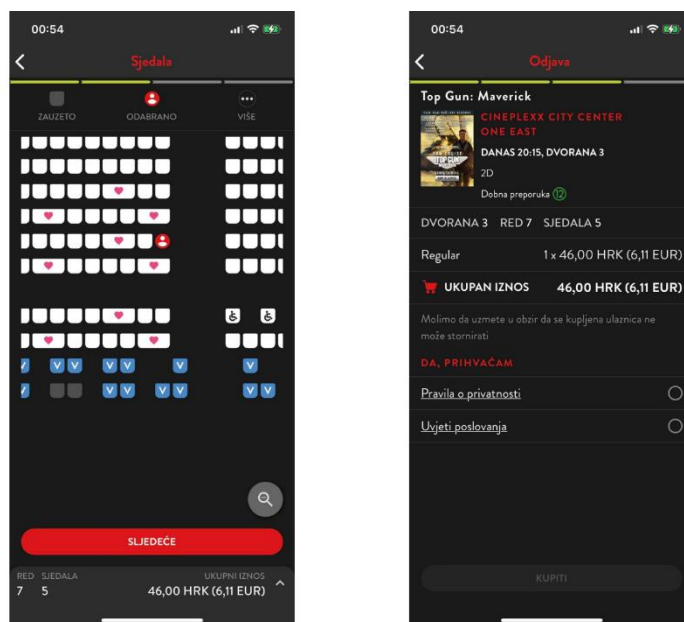 00:54
Sjedala
ZAUZETO ODABRANO VIŠE
V V V V V V V
V V V V V V V
SLJEDEĆE
RED SJEDALA UKUPNI IZNOS
7 5 46,00 HRK (6,11 EUR)
00:54
Odjava
Top Gun: Maverick
CINEPLEXX CITY CENTER
ONE EAST
DANAS 20:15, DVORANA 3
2D
Dobna preporuka 12
TOP GUN
DVORANA 3 RED 7 SJEDALA 5
Regular 1 x 46,00 HRK (6,11 EUR)
UKUPAN IZNOS 46,00 HRK (6,11 EUR)
Molimo da uzmete u obzir da se kupljena ulaznica ne
može stornirati
DA, PRIHVAĆAM
Pravila o privatnosti
Uvjeti poslovanja
KUPITI